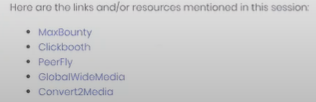 Here are the links and/or resources mentioned in this session:
• MaxBounty
• Clickbooth
• PeerFly
• GlobalWideMedia
• Convert2Media